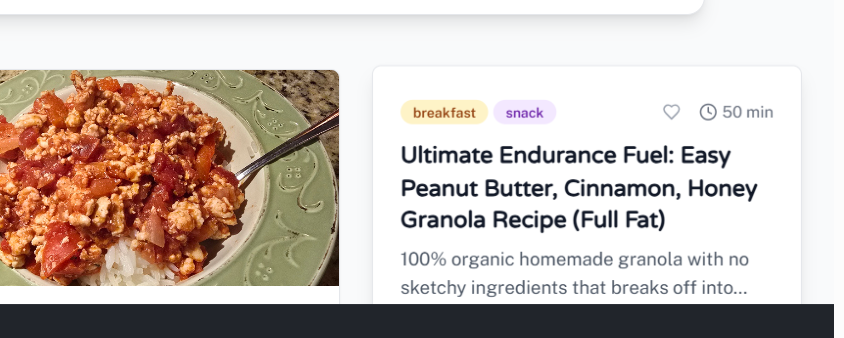 breakfast
snack
50 min
Ultimate Endurance Fuel: Easy
Peanut Butter, Cinnamon, Honey
Granola Recipe (Full Fat)
100% organic homemade granola with no
sketchy ingredients that breaks off into...